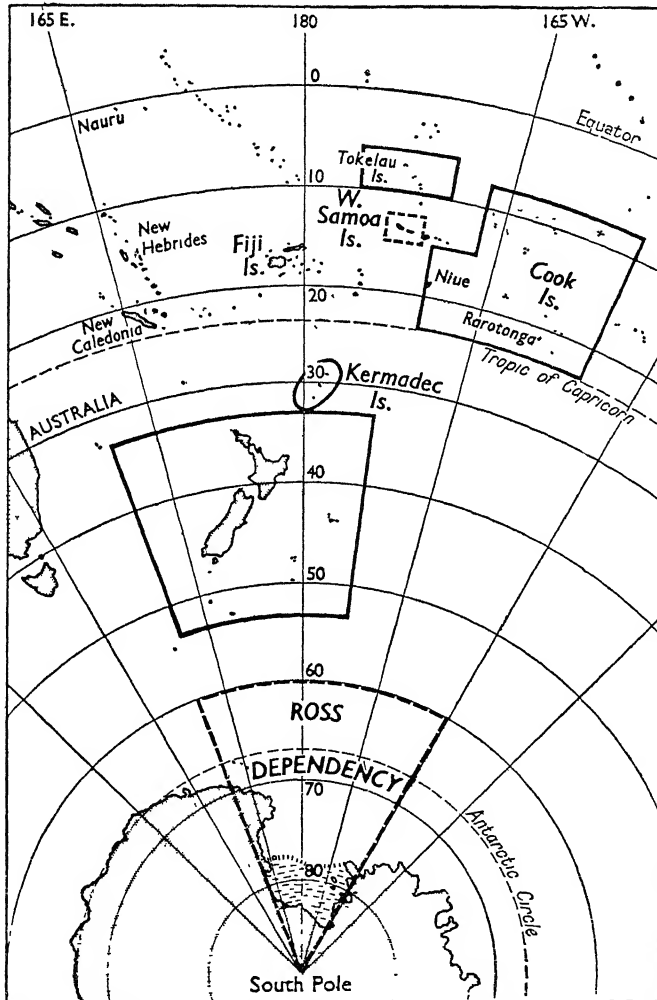 165 E.
180
165 W.
0
Equator
Nauru
Tokelau
Is.
10
W.
Samoa
Is.
New
Hebrides
Fiji
Is.
Niue
Cook
Is.
20
Rarotonga
New
Caledonia
Tropic of Capricorn
30
Kermadec
Is.
AUSTRALIA
40
50
60
ROSS
DEPENDENCY
70
Antarctic Circle
80
South Pole